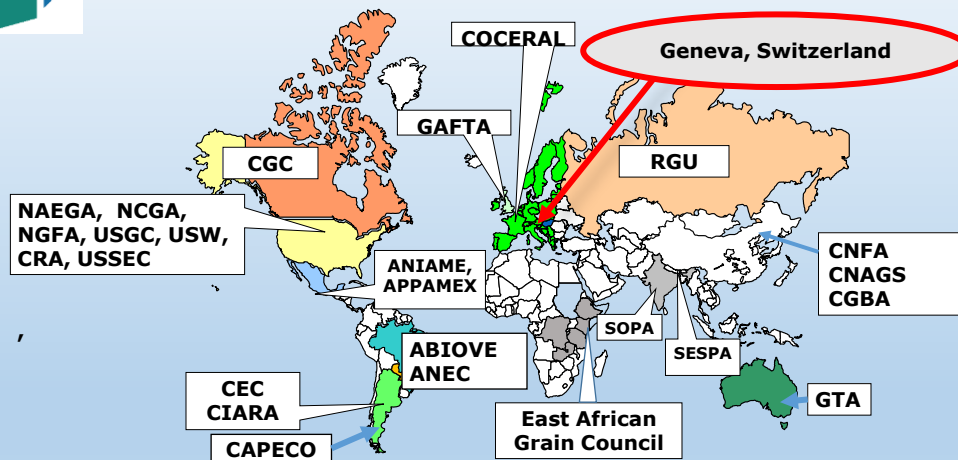 COCERAL
Geneva, Switzerland
GAFTA
CGC
RGU
NAEGA, NCGA,
NGFA, USGC, USW,
CRA, USSEC
ANIAME,
APPAMEX
CNFA
CNAGS
CGBA
SOPA
SESPA
,
ABIOVE
ANEC
CEC
CIARA
East African
Grain Council
GTA
CAPECO